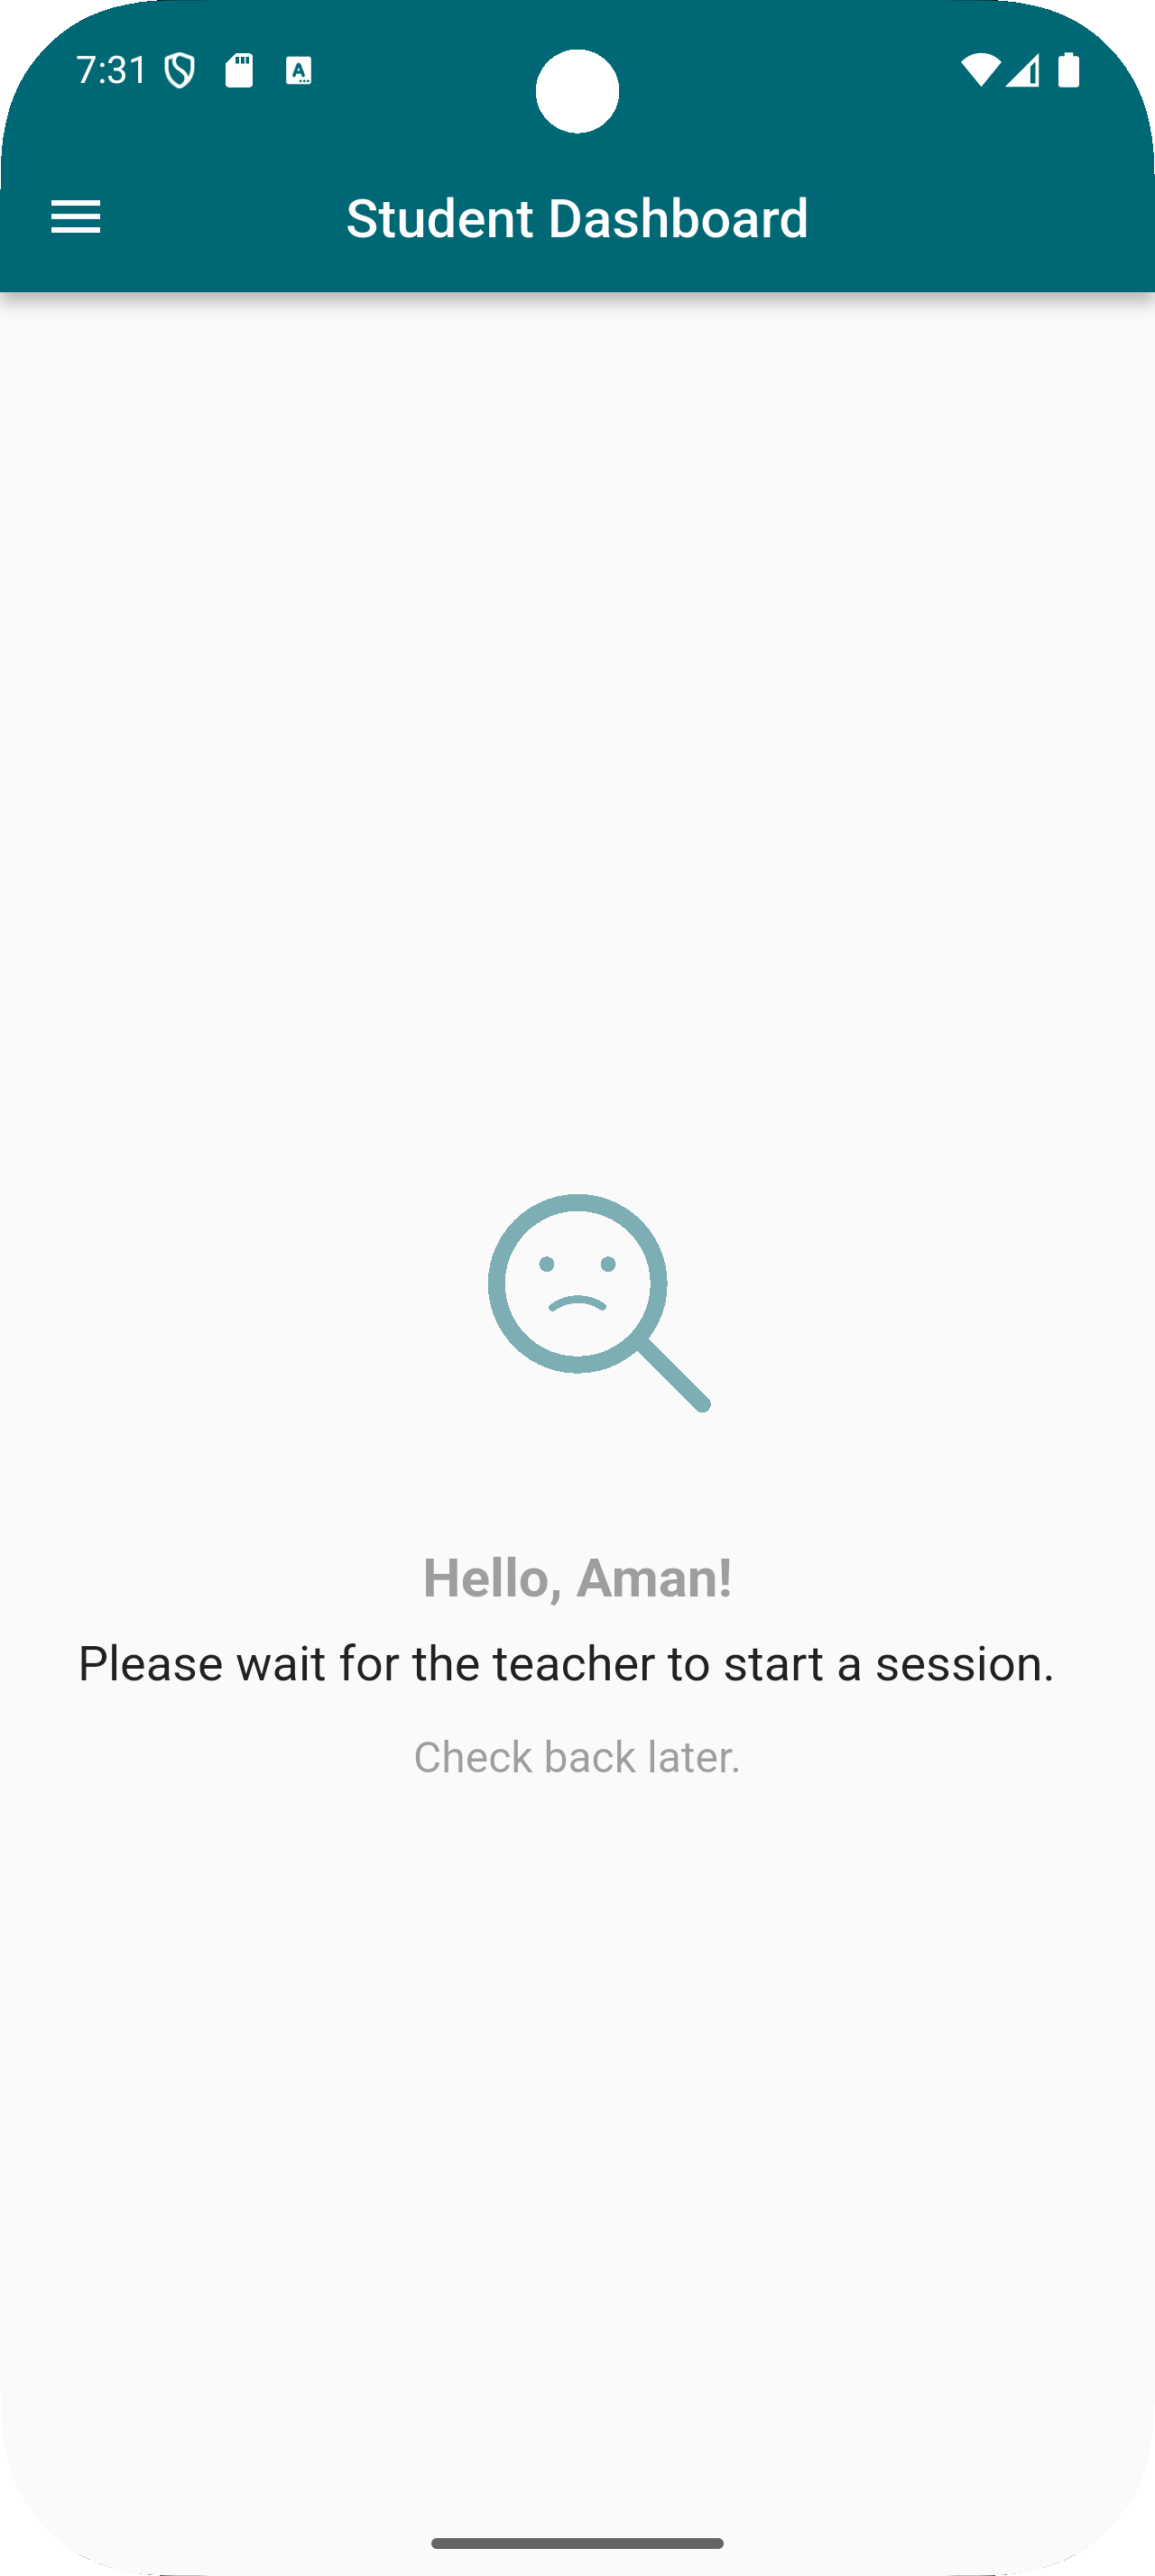 7:31
Student Dashboard
Hello, Aman!
Please wait for the teacher to start a session.
Check back later.